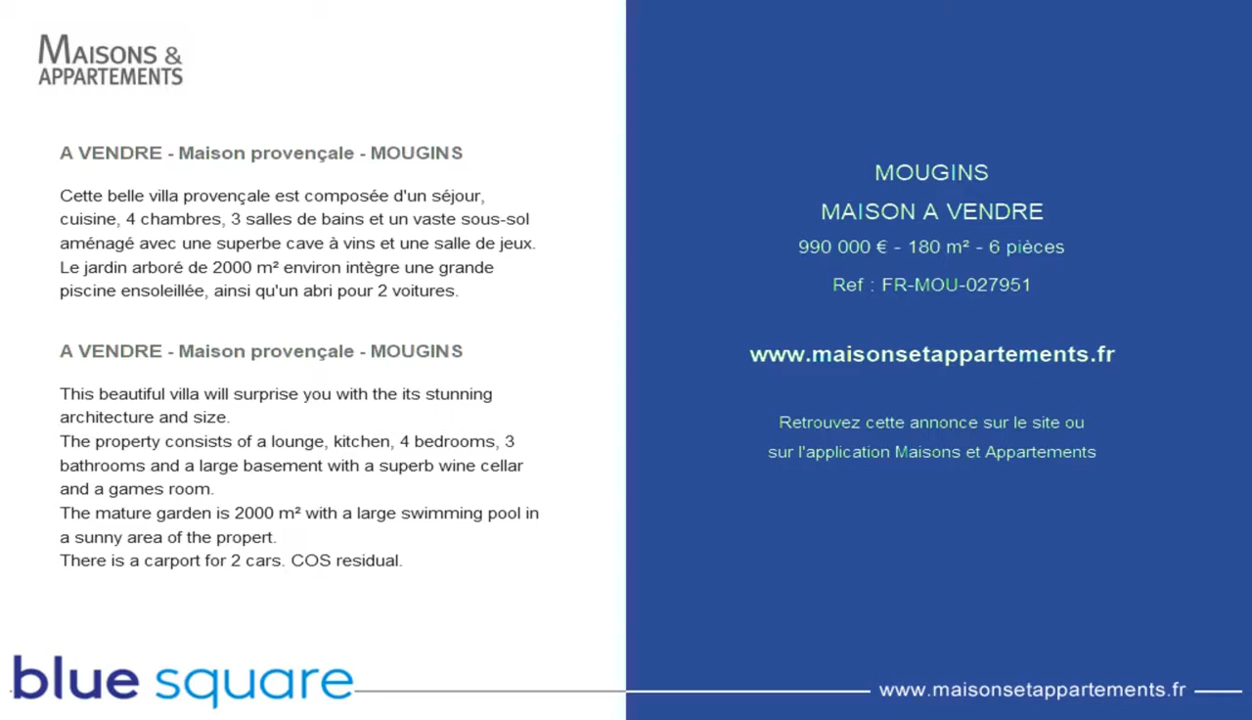 MAISONS &
APPARTEMENTS
A VENDRE - Maison provençale - MOUGINS
Cette belle villa provençale est composée d'un séjour,
cuisine, 4 chambres, 3 salles de bains et un vaste sous-sol
aménagé avec une superbe cave à vins et une salle de jeux.
Le jardin arboré de 2000 m² environ intègre une grande
piscine ensoleillée, ainsi qu'un abri pour 2 voitures.
A VENDRE - Maison provençale - MOUGINS
This beautiful villa will surprise you with the its stunning
architecture and size.
The property consists of a lounge, kitchen, 4 bedrooms, 3
bathrooms and a large basement with a superb wine cellar
and a games room.
The mature garden is 2000 m² with a large swimming pool in
a sunny area of the propert.
There is a carport for 2 cars. COS residual.
blue square
MOUGINS
MAISON A VENDRE
990 000 € - 180 m² - 6 pièces
Ref : FR-MOU-027951
www.maisonsetappartements.fr
Retrouvez cette annonce sur le site ou
sur l'application Maisons et Appartements
www.maisonsetappartements.fr